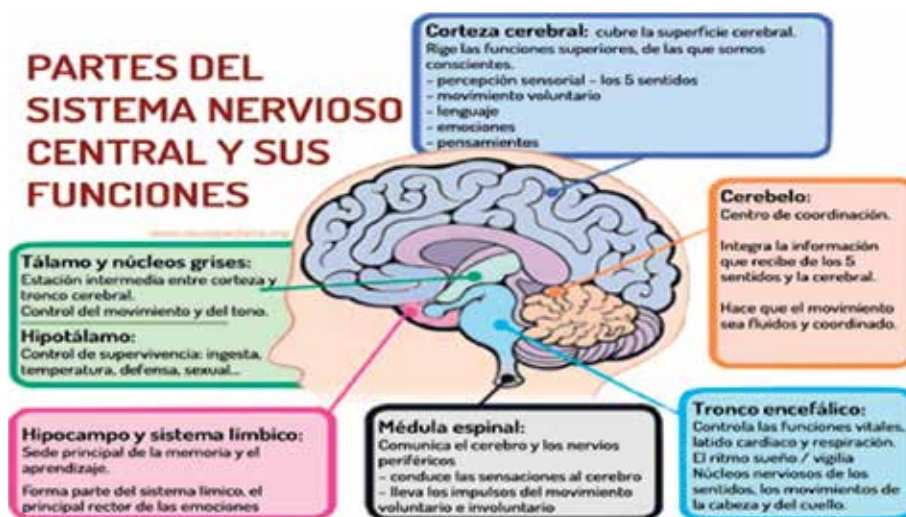 PARTES DEL
SISTEMA NERVIOSO
CENTRAL Y SUS
FUNCIONES
Corteza cerebral: cubre la superficie cerebral.
Rige las funciones superiores, de las que somos
conscientes.
- percepción sensorial - los 5 sentidos
- movimiento voluntario
- lenguaje
- emociones
- pensamientos
Cerebelo:
Centro de coordinación.
Integra la información
que recibe de los 5
sentidos y la cerebral.
Hace que el movimiento
sea fluidos y coordinado.
Tálamo y núcleos grises:
Estación intermedia entre corteza y
tronco cerebral.
Control del movimiento y del tono.
Hipotálamo:
Control de supervivencia: ingesta,
temperatura, defensa, sexual...
Hipocampo y sistema límbico:
Sede principal de la memoria y el
aprendizaje.
Forma parte del sistema límico, el
principal rector de las emociones
Médula espinal:
Comunica el cerebro y los nervios
periféricos
- conduce las sensaciones al cerebro
- lleva los impulsos del movimiento
voluntario e involuntario
Tronco encefálico:
Controla las funciones vitales,
latido cardiaco y respiración.
El ritmo sueño / vigilia
Núcleos nerviosos de los
sentidos, los movimientos de
la cabeza y del cuello.